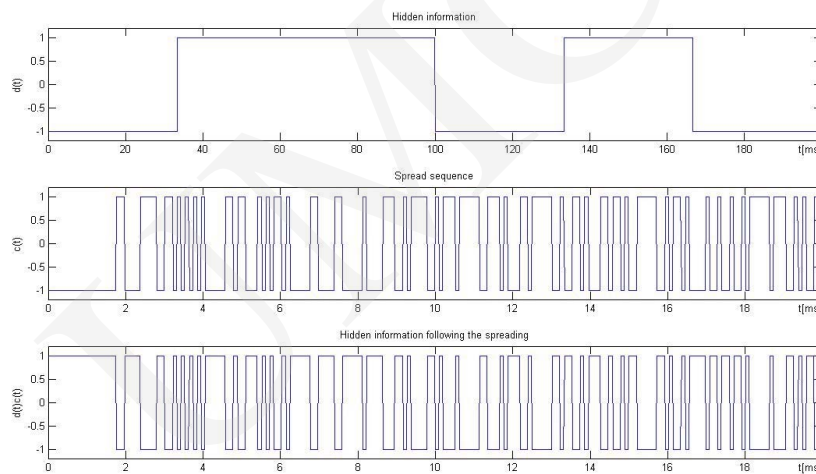 Hidden information
1
0.5
0
-0.5
-1
d(t)
0 20 40 60 80 100 120 140 160 180 t[ms
Spread sequence
1
0.5
0
-0.5
-1
c(t)
0 2 4 6 8 10 12 14 16 18 t[ms
Hidden information following the spreading
1
0.5
0
-0.5
-1
d(t)c(t)
0 2 4 6 8 10 12 14 16 18 t[ms
UMC